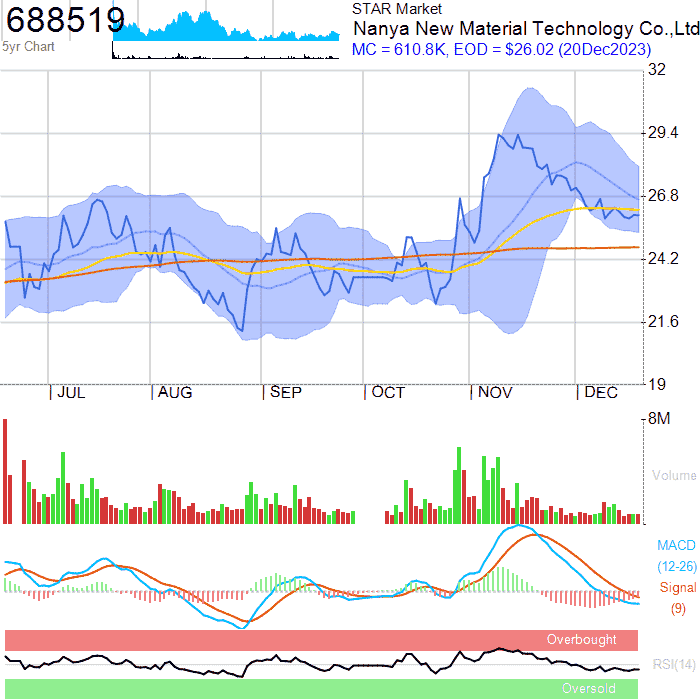 688519
5yr Chart
STAR Market
Nanya New Material Technology Co.,Ltd
MC = 610.8K, EOD = $26.02 (20Dec2023)
32
29.4
26.8
24.2
21.6
19
JUL AUG SEP OCT NOV DEC
8M
Volume
MACD
(12-26)
Signal
(9)
Overbought
RSI(14)
Oversold